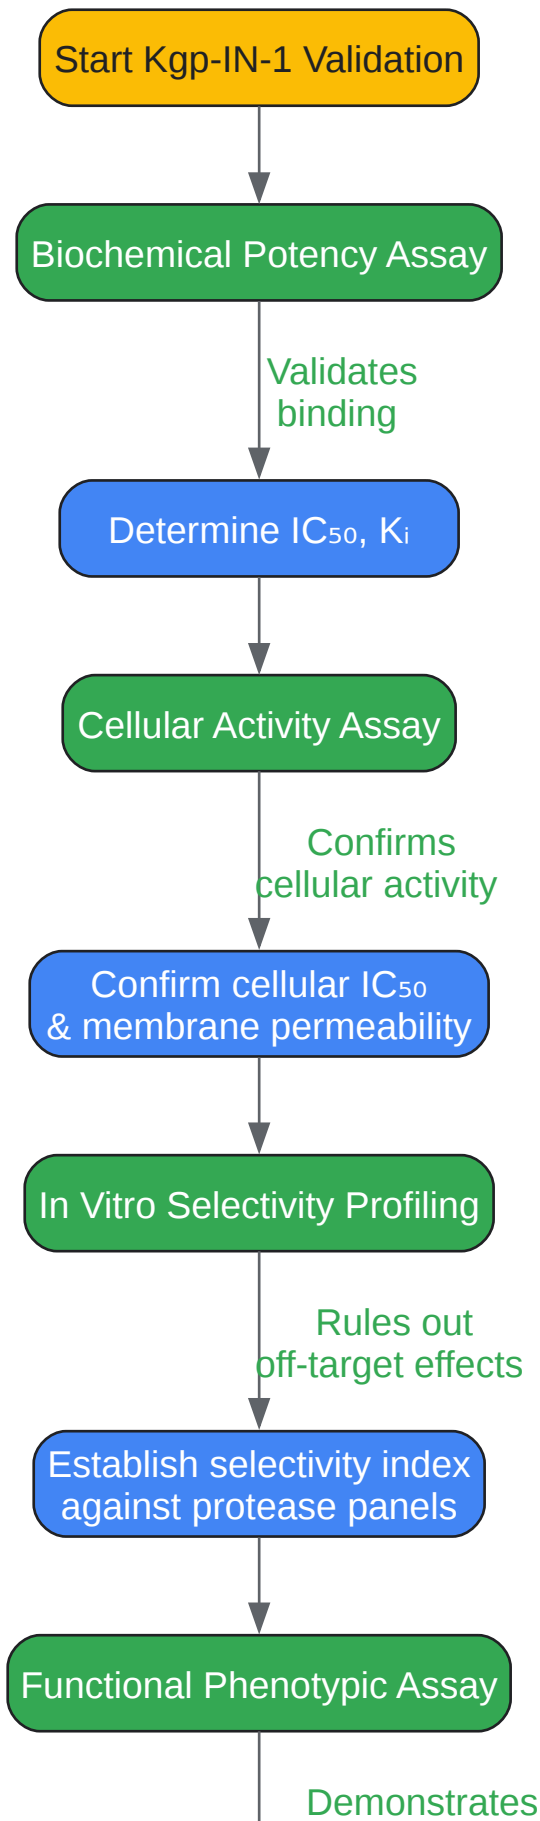 Start Kgp-IN-1 Validation
Biochemical Potency Assay
Validates
binding
Determine IC₅₀, Kᵢ
Cellular Activity Assay
Confirms
cellular activity
Confirm cellular IC₅₀
& membrane permeability
In Vitro Selectivity Profiling
Rules out
off-target effects
Establish selectivity index
against protease panels
Functional Phenotypic Assay
Demonstrates